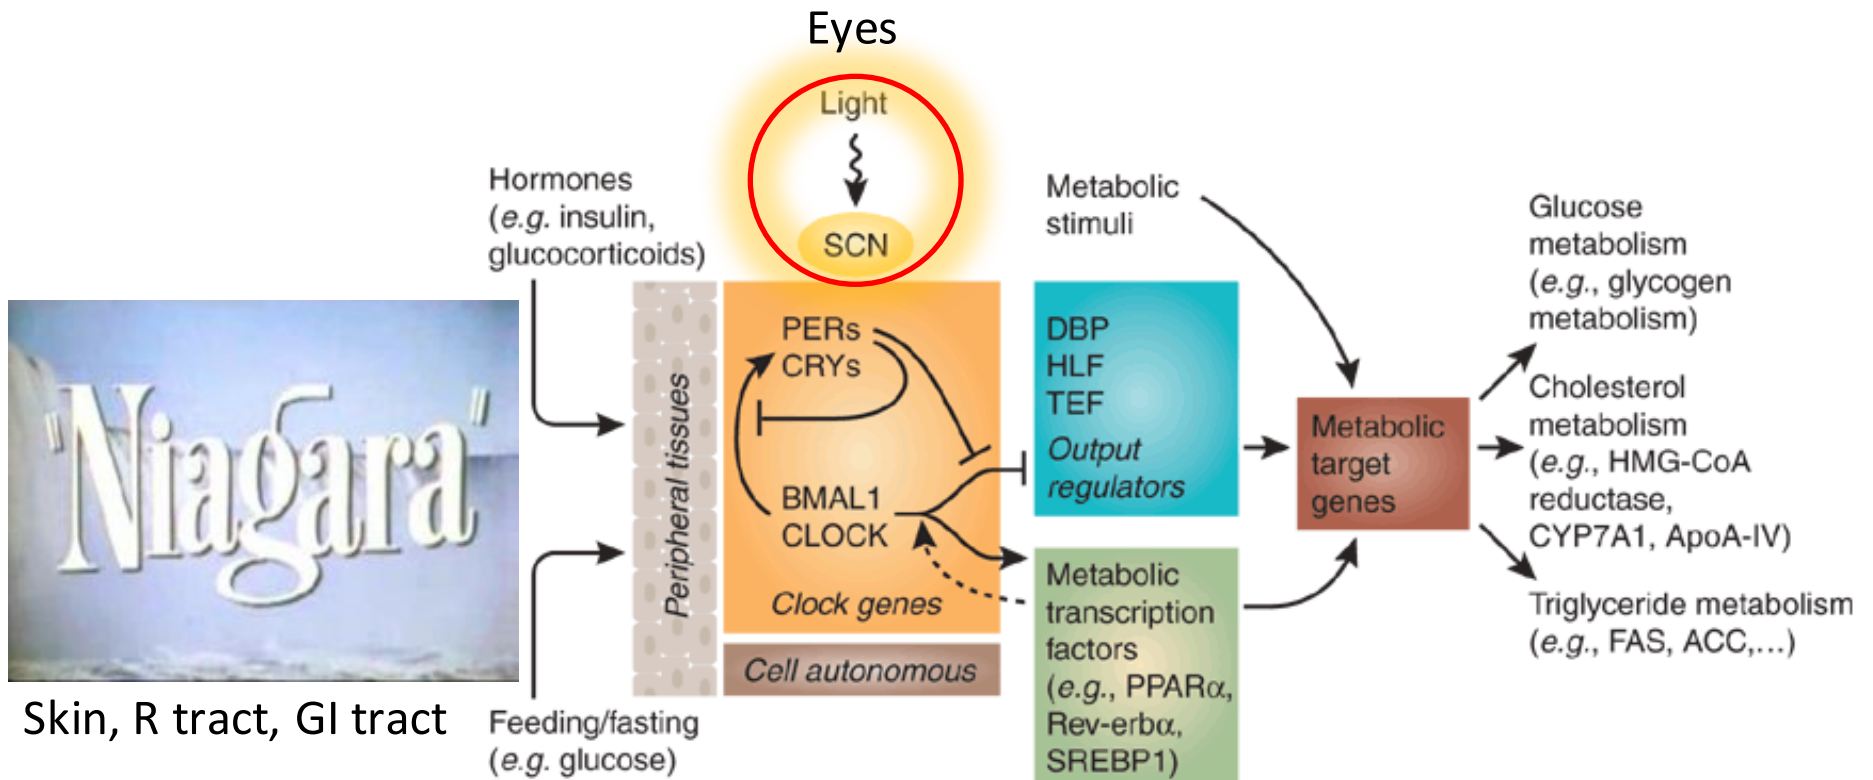 Eyes
Light
SCN
Hormones
(e.g. insulin,
glucocorticoids)
"Niagara"
Skin, R tract, GI tract
Feeding/fasting
(e.g. glucose)
Peripheral tissues
PERs
CRYs
BMAL1
CLOCK
Clock genes
Cell autonomous
Metabolic
stimuli
DBP
HLF
TEF
Output
regulators
Metabolic
transcription
factors
(e.g., PPARα,
Rev-erbα,
SREBP1)
Metabolic
target
genes
Glucose
metabolism
(e.g., glycogen
metabolism)
Cholesterol
metabolism
(e.g., HMG-CoA
reductase,
CYP7A1, ApoA-IV)
Triglyceride metabolism
(e.g., FAS, ACC,...)